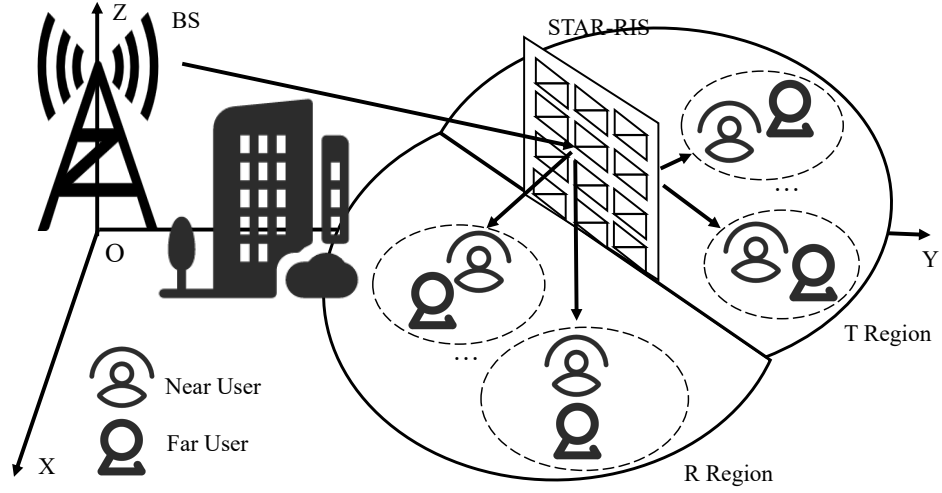 Z
BS
STAR-RIS
...
O
Y
T Region
...
Near User
Far User
X
R Region